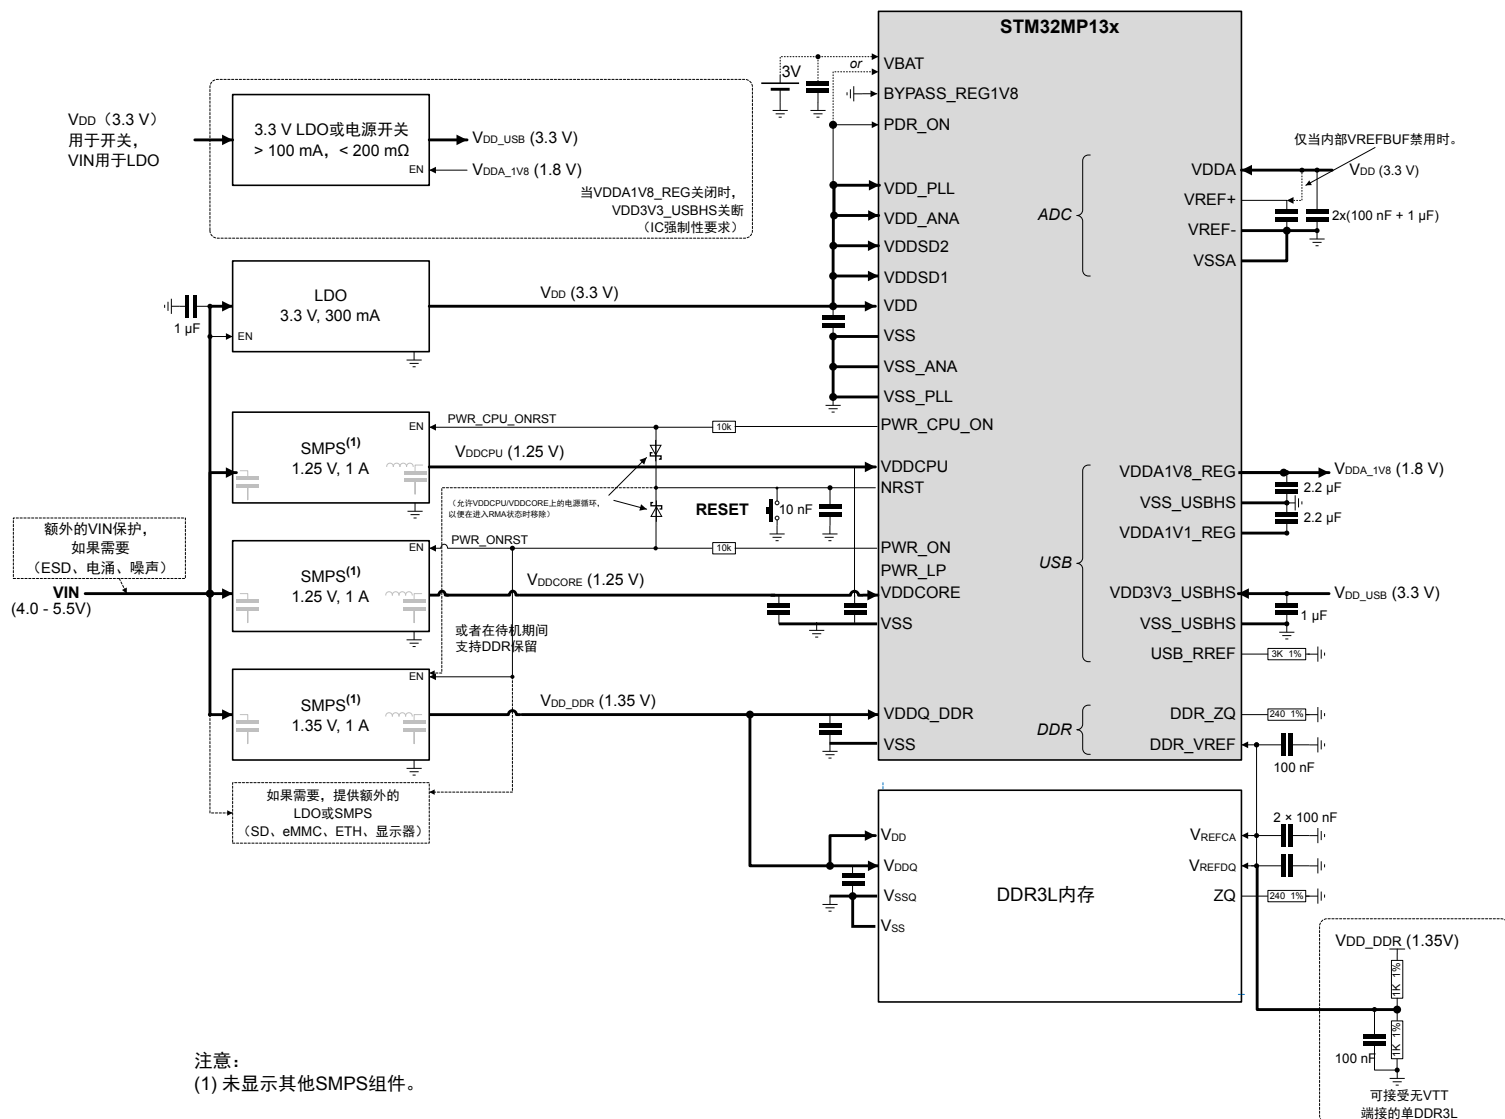 STM32MP13x
3V
or
VBAT
BYPASS_REG1V8
PDR_ON
VDD_PLL
VDD_ANA
VDDSD2
VDDSD1
VDD
VSS
VSS_ANA
VSS_PLL
PWR_CPU_ON
VDDCPU
NRST
PWR_ON
PWR_LP
VDDCORE
VSS
VDDQ_DDR
VSS
ADC
USB
DDR
VDDA
VREF+
VREF-
VSSA
VDDA1V8_REG
VSS_USBHS
VDDA1V1_REG
VDD3V3_USBHS
VSS_USBHS
USB_RREF
DDR_ZQ
DDR_VREF
仅当内部VREFBUF禁用时。
VDD (3.3 V)
2x(100 nF + 1 µF)
VDDA_1V8 (1.8 V)
2.2 µF
2.2 µF
VDD_USB (3.3 V)
1 µF
3K 1%
240 1%
100 nF
VDD（3.3 V）
用于开关，
VIN用于LDO
3.3 V LDO或电源开关
> 100 mA，< 200 mΩ
EN
VDD_USB (3.3 V)
VDDA_1V8 (1.8 V)
当VDDA1V8_REG关闭时，
VDD3V3_USBHS关断
（IC强制性要求）
1 µF
LDO
3.3 V, 300 mA
EN
VDD (3.3 V)
SMPS(1)
1.25 V, 1 A
EN
PWR_CPU_ONRST
10k
VDDCPU (1.25 V)
（允许VDDCPU/VDDCORE上的电源循环，
以便在进入RMA状态时移除）
RESET
10 nF
额外的VIN保护，
如果需要
（ESD、电涌、噪声）
VIN
(4.0 - 5.5V)
SMPS(1)
1.25 V, 1 A
EN
PWR_ONRST
10k
VDDCORE (1.25 V)
或者在待机期间
支持DDR保留
SMPS(1)
1.35 V, 1 A
EN
VDD_DDR (1.35 V)
如果需要，提供额外的
LDO或SMPS
（SD、eMMC、ETH、显示器）
VDD
VDDQ
VSSQ
VSS
DDR3L内存
VREFCA
VREFDQ
ZQ
2 × 100 nF
240 1%
VDD_DDR (1.35V)
1K 1%
1K 1%
100 nF
可接受无VTT
端接的单DDR3L
注意：
(1) 未显示其他SMPS组件。